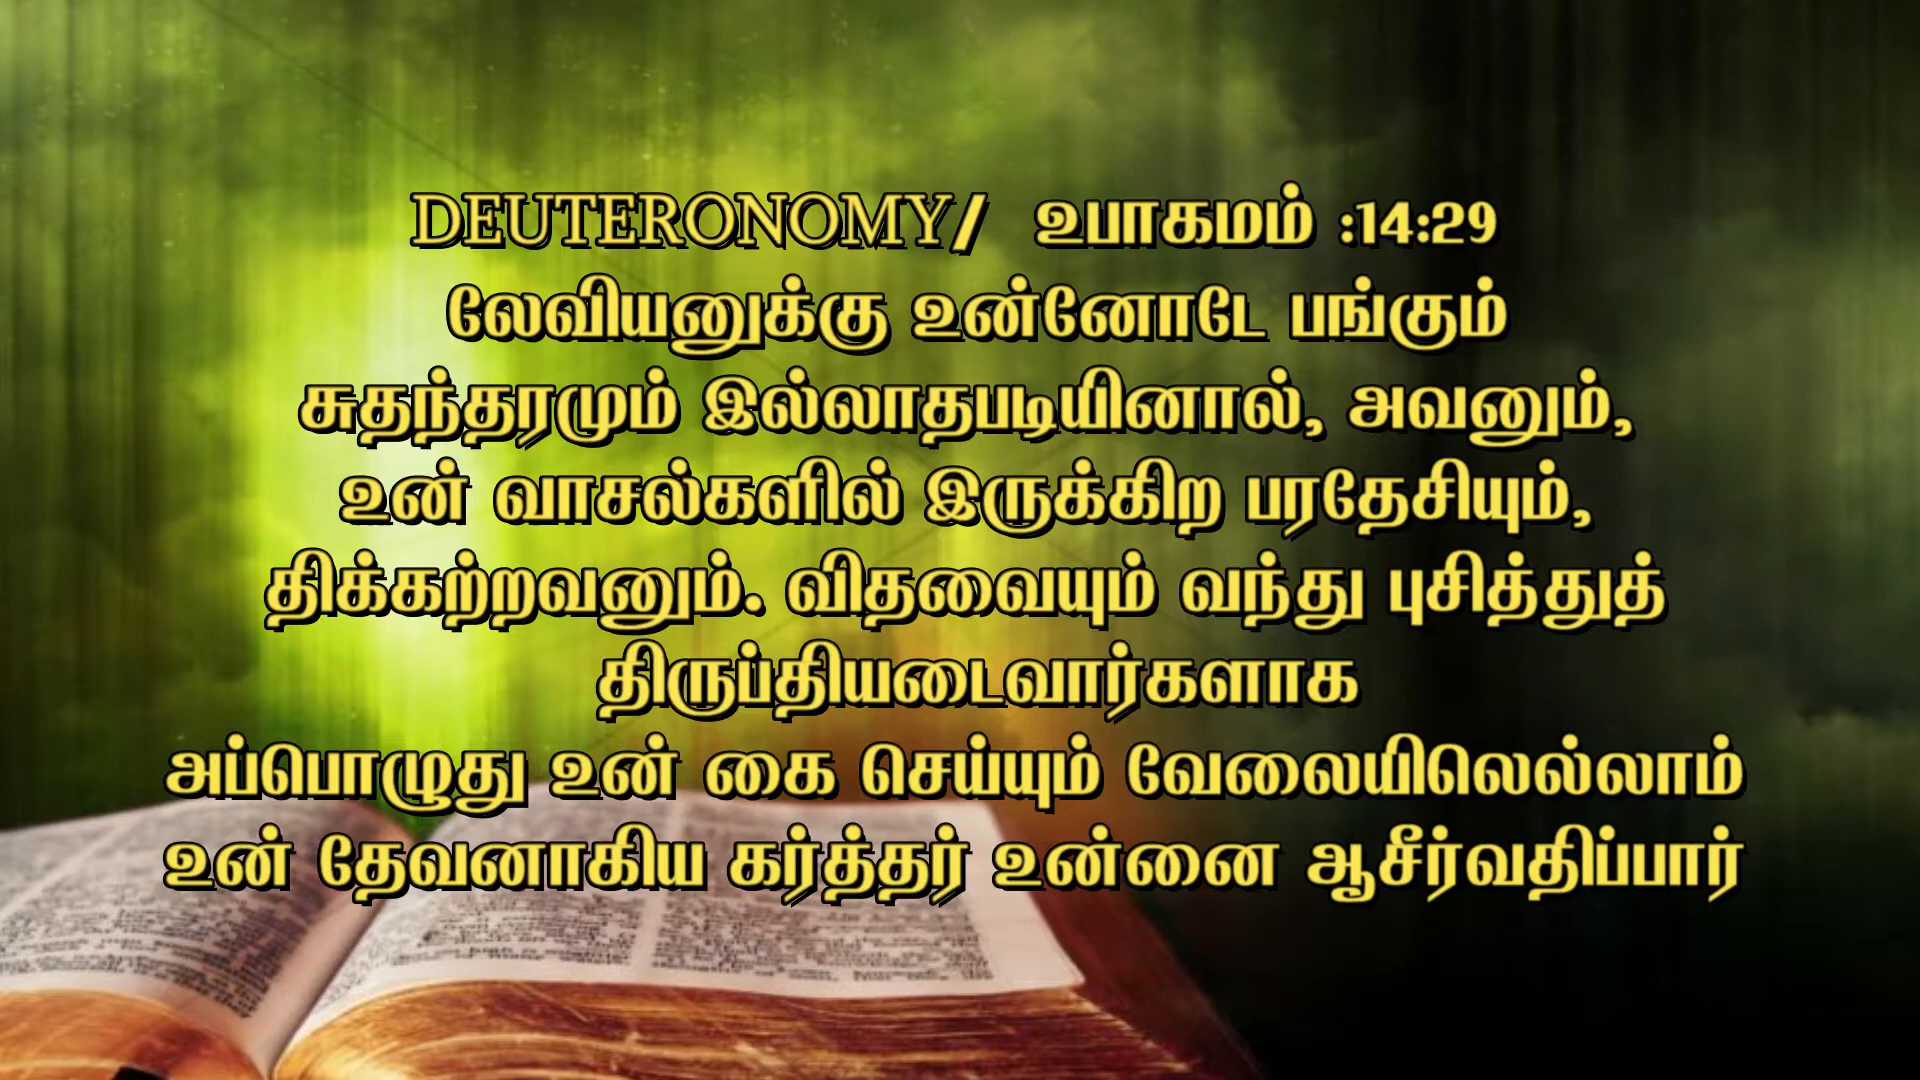 DEUTERONOMY/ உபாகமம் :14:29
லேவியனுக்கு உன்னோடே பங்கும்
சுதந்தரமும் இல்லாதபடியினால், அவனும்,
உன் வாசல்களில் இருக்கிற பரதேசியும்,
திக்கற்றவனும். விதவையும் வந்து புசித்துத்
திருப்தியடைவார்களாக
அப்பொழுது உன் கை செய்யும் வேலையிலெல்லாம்
உன் தேவனாகிய கர்த்தர் உன்னை ஆசீர்வதிப்பார்